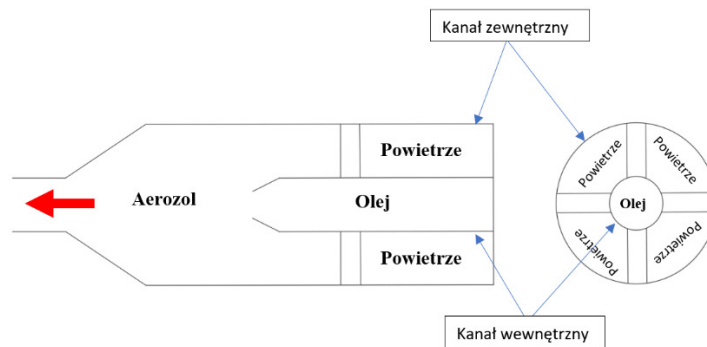 Kanał zewnętrzny
Powietrze
Aerozol
Olej
Powietrze
Powietrze
Powietrze
Olej
Powietrze
Powietrze
Kanał wewnętrzny